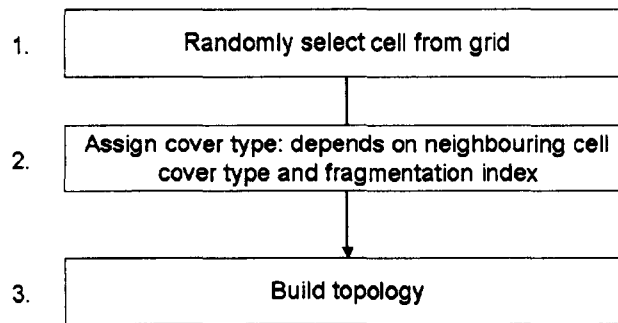 1. Randomly select cell from grid
2. Assign cover type: depends on neighbouring cell
cover type and fragmentation index
3. Build topology